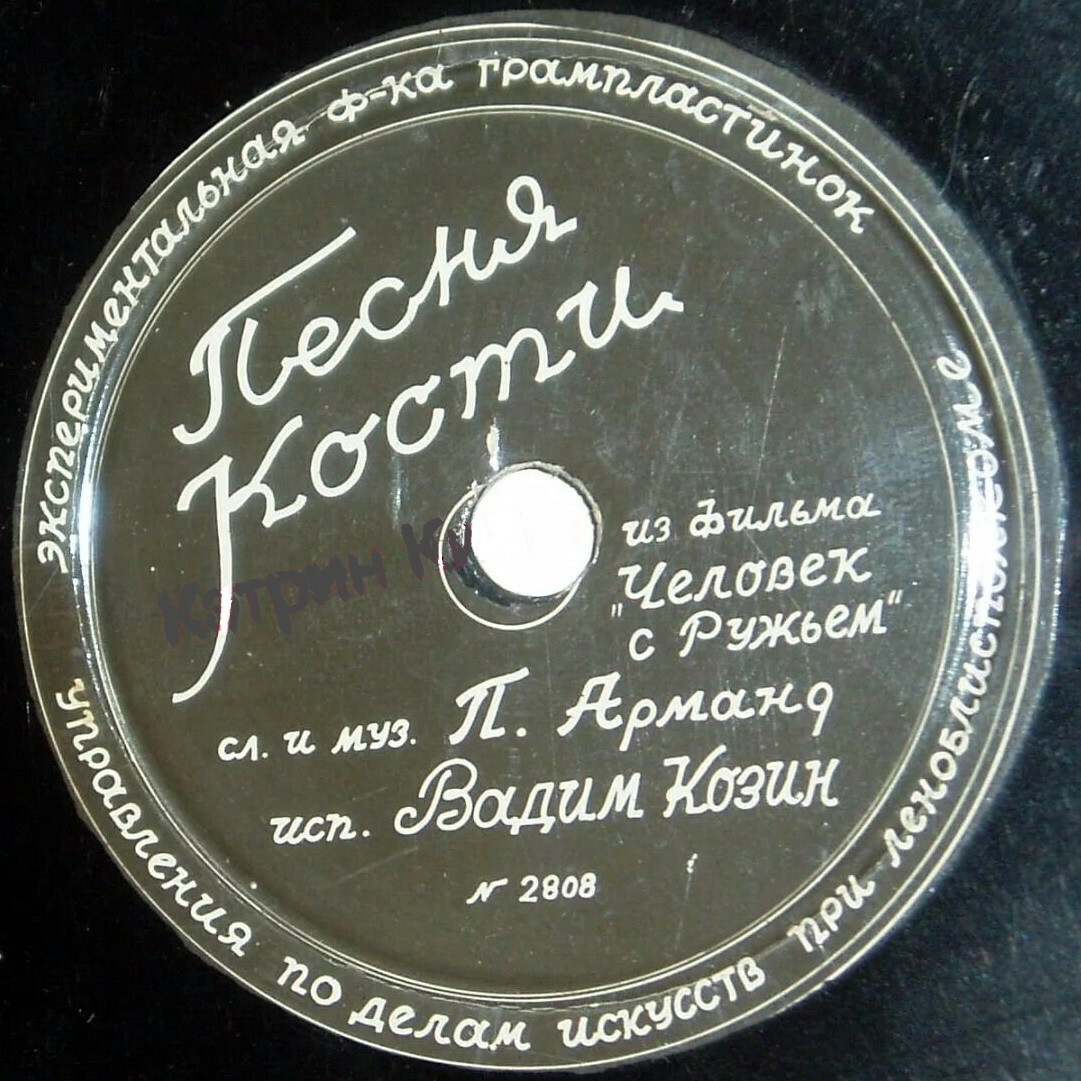 экспериментальная ф-ка грампластинок
Песня
Кости
из фильма
"Человек
с Ружьем"
сл. и муз. П. Арманд
исп. Вадим Козин
N 2808
управления по делам искусств при леноблисполкоме
Кэтрин